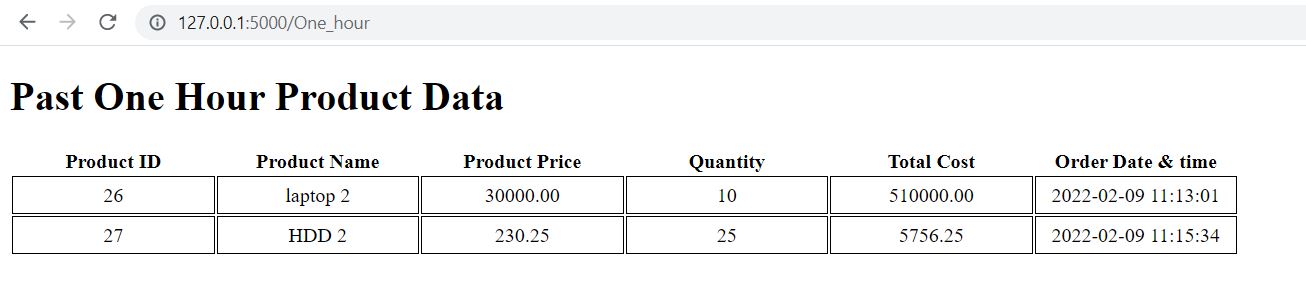 127.0.0.1:5000/One_hour
Past One Hour Product Data
Product ID Product Name Product Price Quantity Total Cost Order Date & time
26 laptop 2 30000.00 10 510000.00 2022-02-09 11:13:01
27 HDD 2 230.25 25 5756.25 2022-02-09 11:15:34